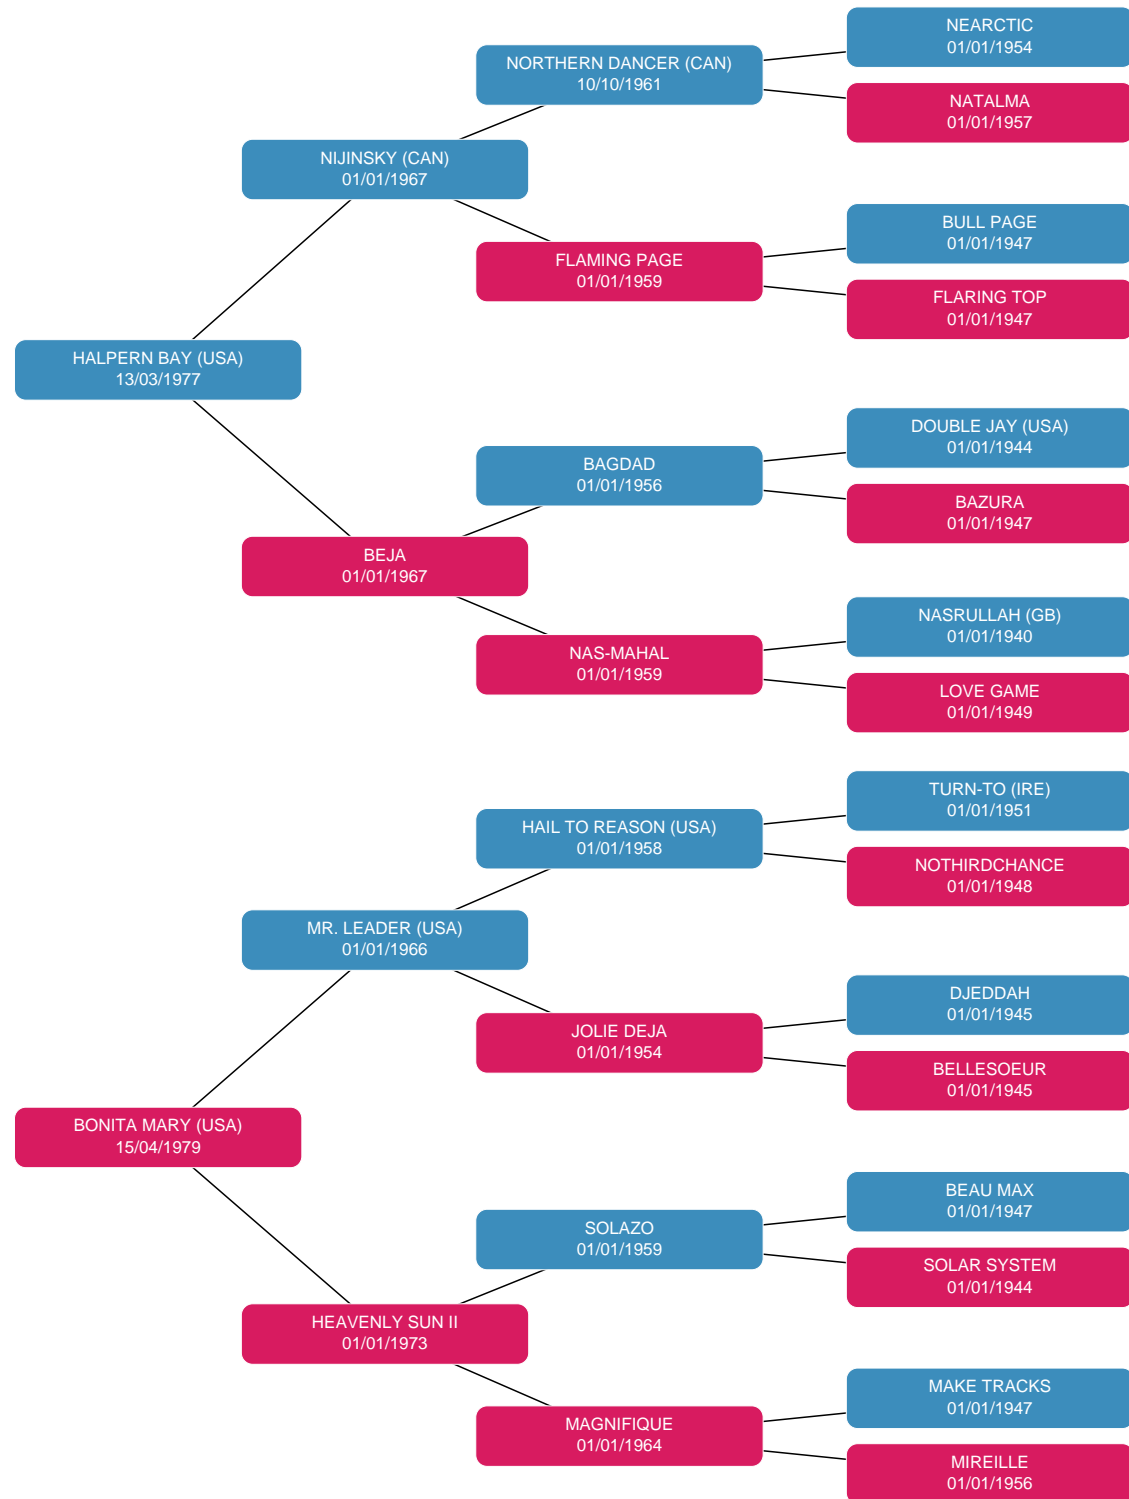 NEARCTIC
01/01/1954
NORTHERN DANCER (CAN)
10/10/1961
NATALMA
01/01/1957
NIJINSKY (CAN)
01/01/1967
BULL PAGE
01/01/1947
FLAMING PAGE
01/01/1959
FLARING TOP
01/01/1947
HALPERN BAY (USA)
13/03/1977
DOUBLE JAY (USA)
01/01/1944
BAGDAD
01/01/1956
BAZURA
01/01/1947
BEJA
01/01/1967
NASRULLAH (GB)
01/01/1940
NAS-MAHAL
01/01/1959
LOVE GAME
01/01/1949
TURN-TO (IRE)
01/01/1951
HAIL TO REASON (USA)
01/01/1958
NOTHIRDCHANCE
01/01/1948
MR. LEADER (USA)
01/01/1966
DJEDDAH
01/01/1945
JOLIE DEJA
01/01/1954
BELLESOEUR
01/01/1945
BONITA MARY (USA)
15/04/1979
BEAU MAX
01/01/1947
SOLAZO
01/01/1959
SOLAR SYSTEM
01/01/1944
HEAVENLY SUN II
01/01/1973
MAKE TRACKS
01/01/1947
MAGNIFIQUE
01/01/1964
MIREILLE
01/01/1956